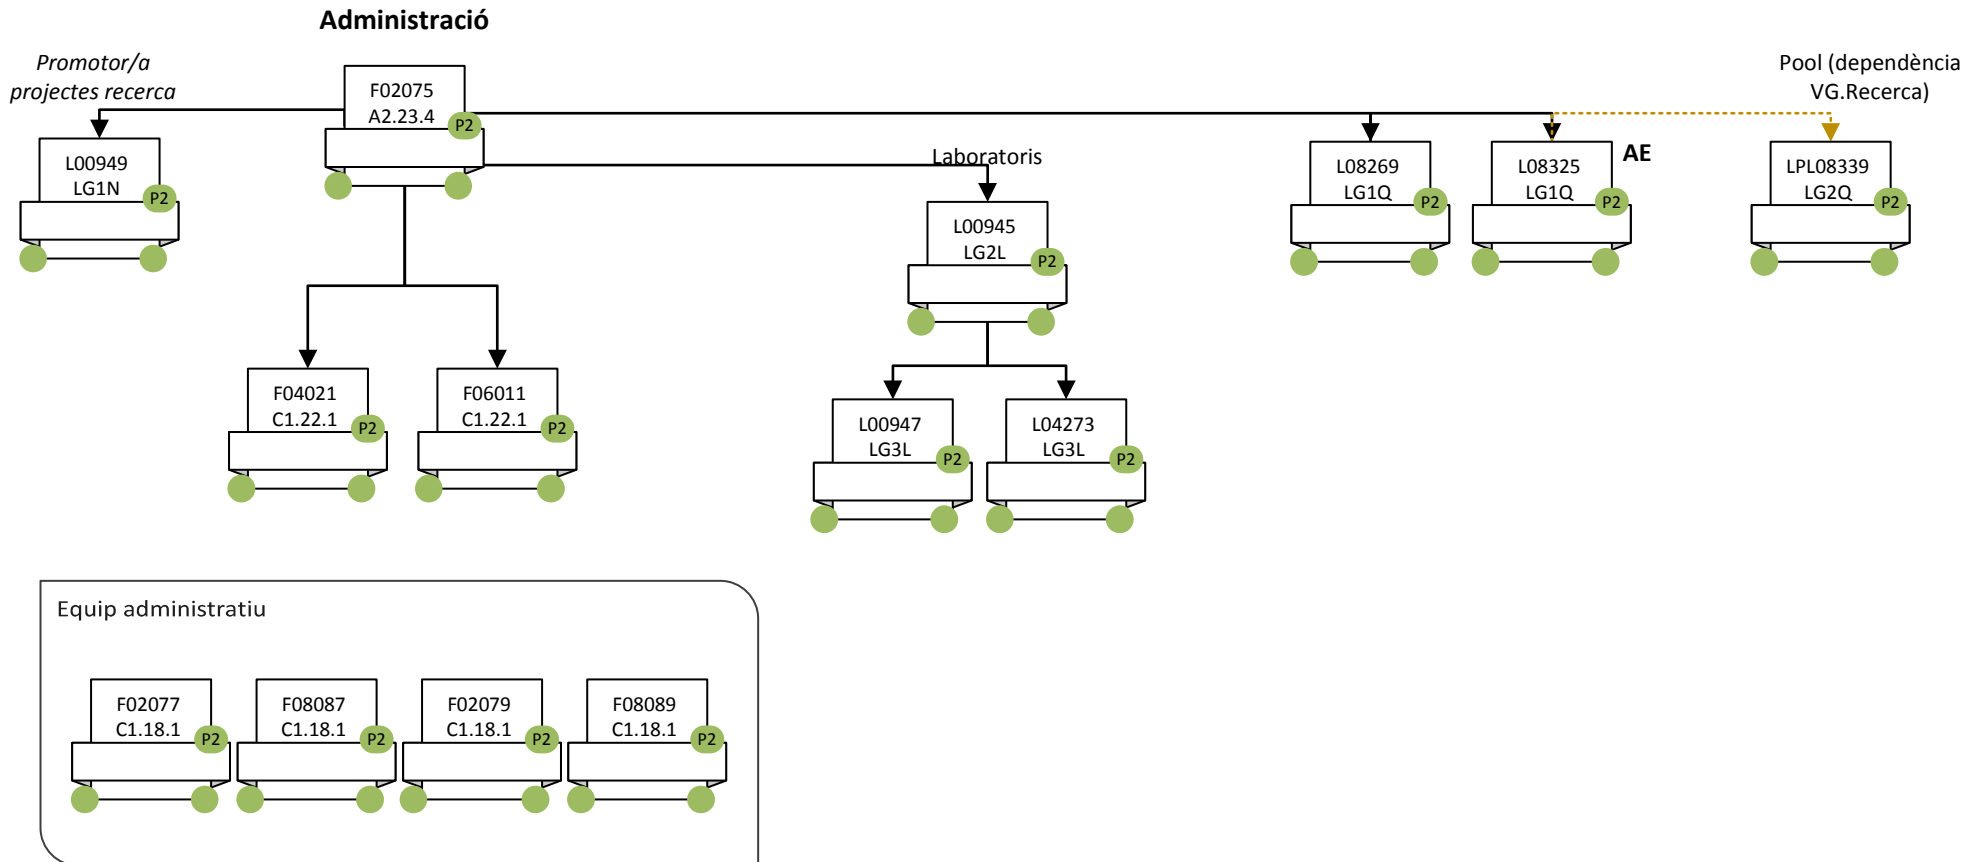 Administració
Promotor/a
projectes recerca
F02075
A2.23.4
P2
Pool (dependència
VG.Recerca)
L00949
LG1N
P2
Laboratoris
L08269
LG1Q
P2
L08325
LG1Q
P2
AE
LPL08339
LG2Q
P2
L00945
LG2L
P2
F04021
C1.22.1
P2
F06011
C1.22.1
P2
L00947
LG3L
P2
L04273
LG3L
P2
Equip administratiu
F02077
C1.18.1
P2
F08087
C1.18.1
P2
F02079
C1.18.1
P2
F08089
C1.18.1
P2